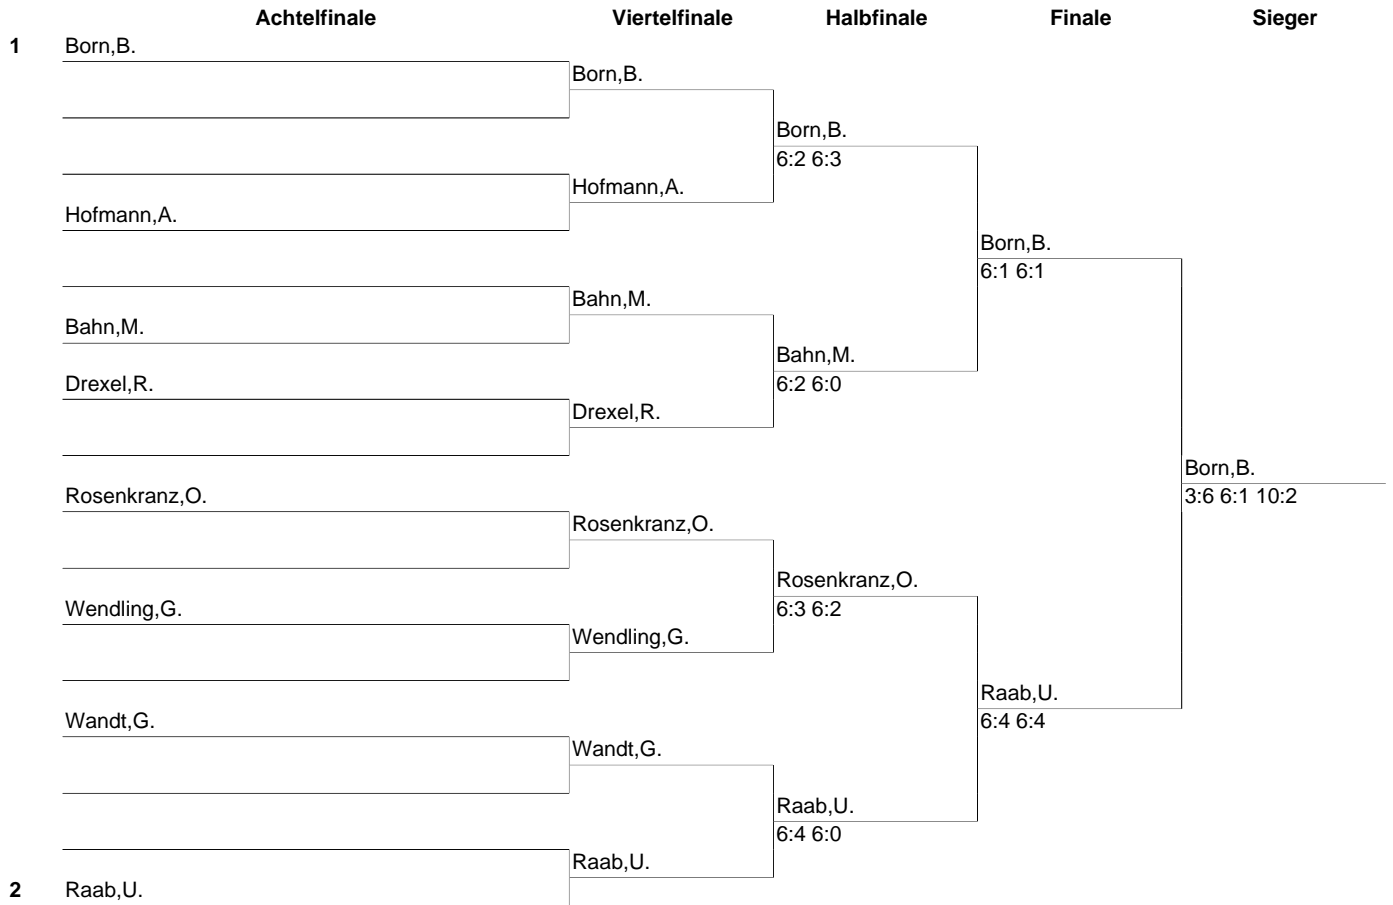 Achtelfinale Viertelfinale Halbfinale Finale Sieger
1 Born,B.
Born,B.
Born,B.
6:2 6:3
Hofmann,A.
Hofmann,A.
Born,B.
6:1 6:1
Bahn,M.
Bahn,M.
Bahn,M.
Drexel,R. 6:2 6:0
Drexel,R.
Born,B.
Rosenkranz,O. 3:6 6:1 10:2
Rosenkranz,O.
Rosenkranz,O.
Wendling,G. 6:3 6:2
Wendling,G.
Raab,U.
Wandt,G. 6:4 6:4
Wandt,G.
Raab,U.
6:4 6:0
Raab,U.
2 Raab,U.